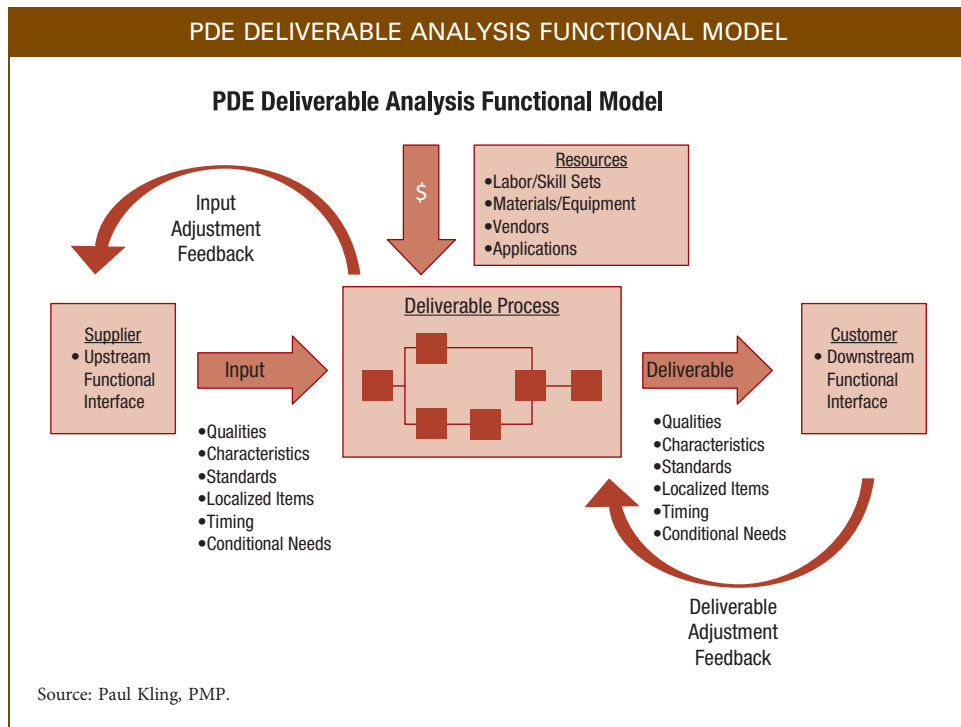 PDE DELIVERABLE ANALYSIS FUNCTIONAL MODEL
PDE Deliverable Analysis Functional Model
Input
Adjustment
Feedback
$
Resources
•Labor/Skill Sets
•Materials/Equipment
•Vendors
•Applications
Supplier
• Upstream
Functional
Interface
Input
•Qualities
•Characteristics
•Standards
•Localized Items
•Timing
•Conditional Needs
Deliverable Process
Deliverable
•Qualities
•Characteristics
•Standards
•Localized Items
•Timing
•Conditional Needs
Customer
• Downstream
Functional
Interface
Deliverable
Adjustment
Feedback
Source: Paul Kling, PMP.